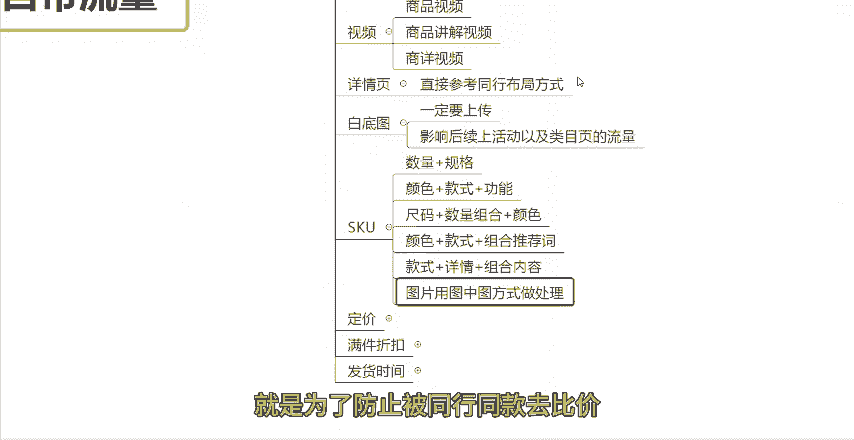 自带流量
商品视频
视频
商品讲解视频
商详视频
详情页
直接参考同行布局方式
一定要上传
白底图
影响后续上活动以及类目页的流量
数量+规格
颜色+款式+功能
SKU
尺码+数量组合+颜色
颜色+款式+组合推荐词
款式+详情+组合内容
图片用图中图方式做处理
定价
满件折扣
发货时间
就是为了防止被同行同款去比价